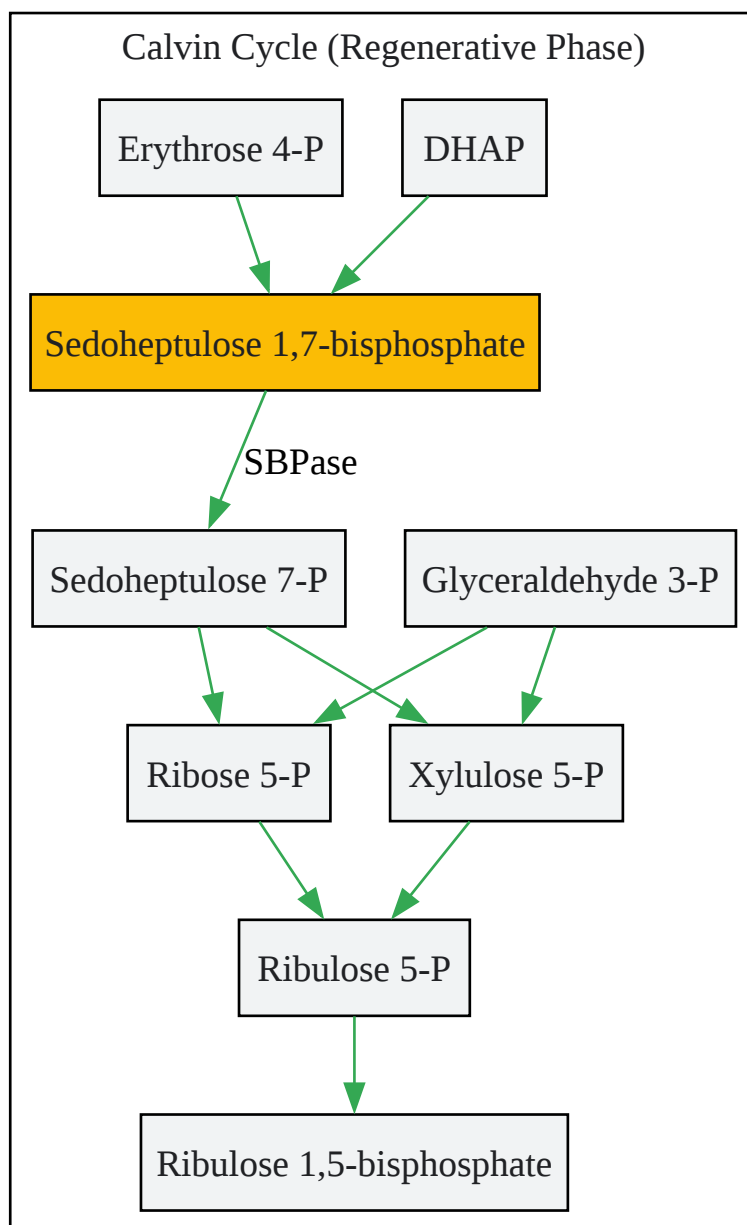 Calvin Cycle (Regenerative Phase)
Erythrose 4-P
DHAP
Sedoheptulose 1,7-bisphosphate
SBPase
Sedoheptulose 7-P
Glyceraldehyde 3-P
Ribose 5-P
Xylulose 5-P
Ribulose 5-P
Ribulose 1,5-bisphosphate